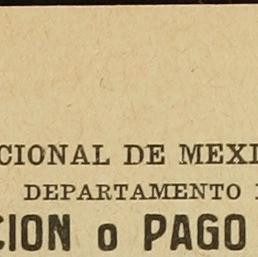 CIONAL DE MEXI
DEPARTAMENTO
CION o PAGO